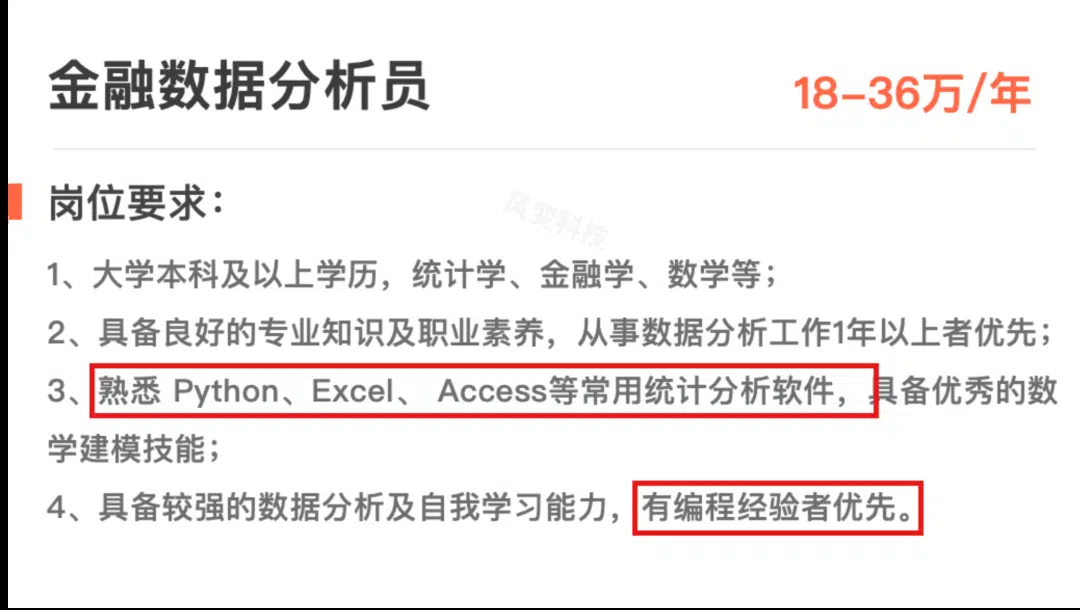 金融数据分析员
18-36万/年
岗位要求：
风变科技
1、大学本科及以上学历，统计学、金融学、数学等；
2、具备良好的专业知识及职业素养，从事数据分析工作1年以上者优先；
3、熟悉 Python、Excel、 Access等常用统计分析软件，具备优秀的数
学建模技能；
4、具备较强的数据分析及自我学习能力，有编程经验者优先。